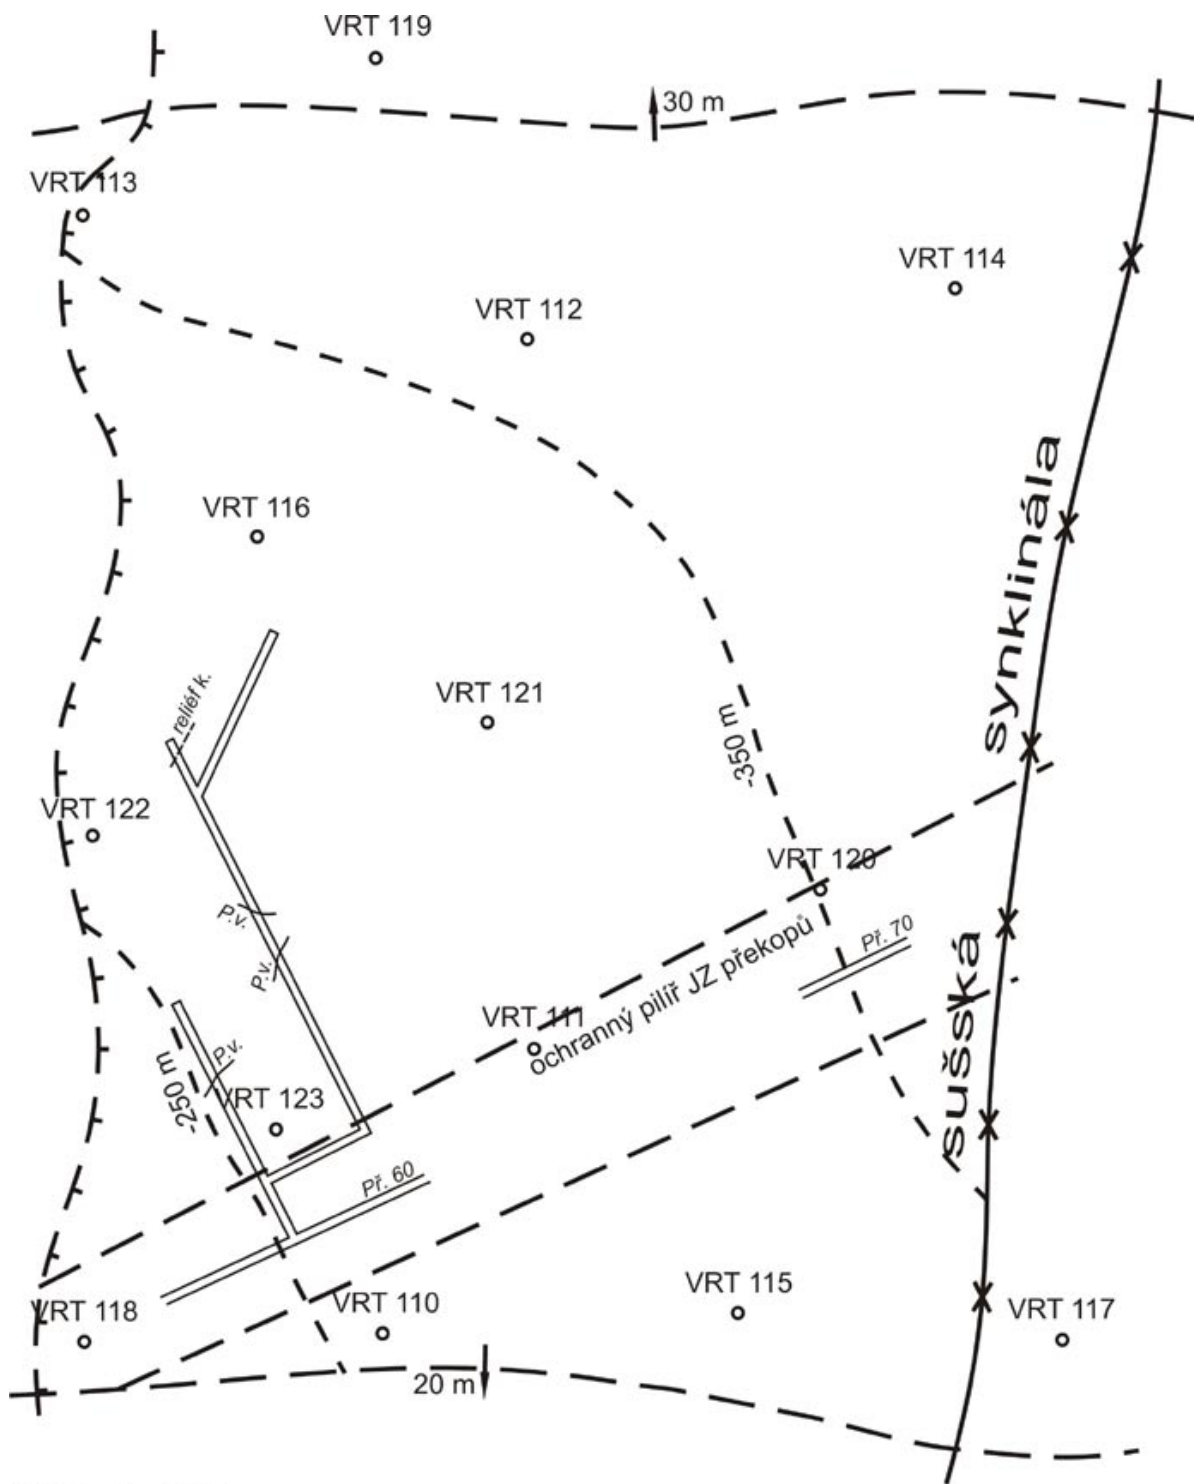 VRT 119
30 m
VRT 113
VRT 114
VRT 112
synklinála
VRT 116
reliéf k.
VRT 121
-350 m
VRT 122
VRT 120
P.v.
Př. 70
sušská
P.v.
ochranný pilíř JZ překopů
VRT 111
P.v.
-250 m
VRT 123
Př. 60
VRT 115
VRT 118
VRT 110
VRT 117
20 m